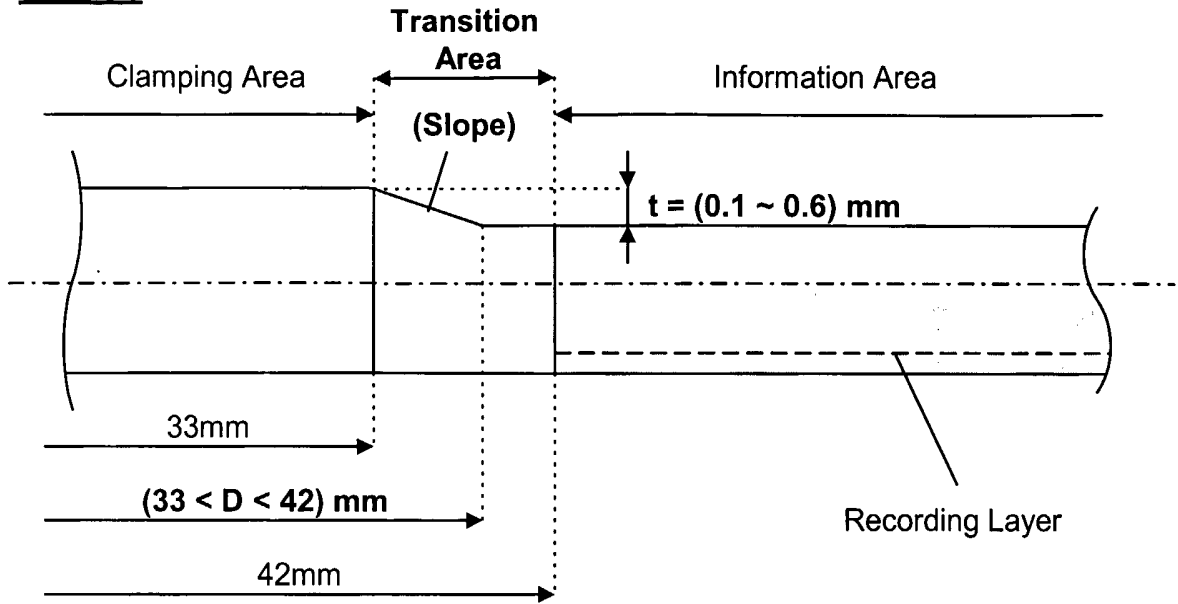 Transition
Area
Clamping Area
Information Area
(Slope)
t = (0.1 ~ 0.6) mm
33mm
(33 < D < 42) mm
Recording Layer
42mm